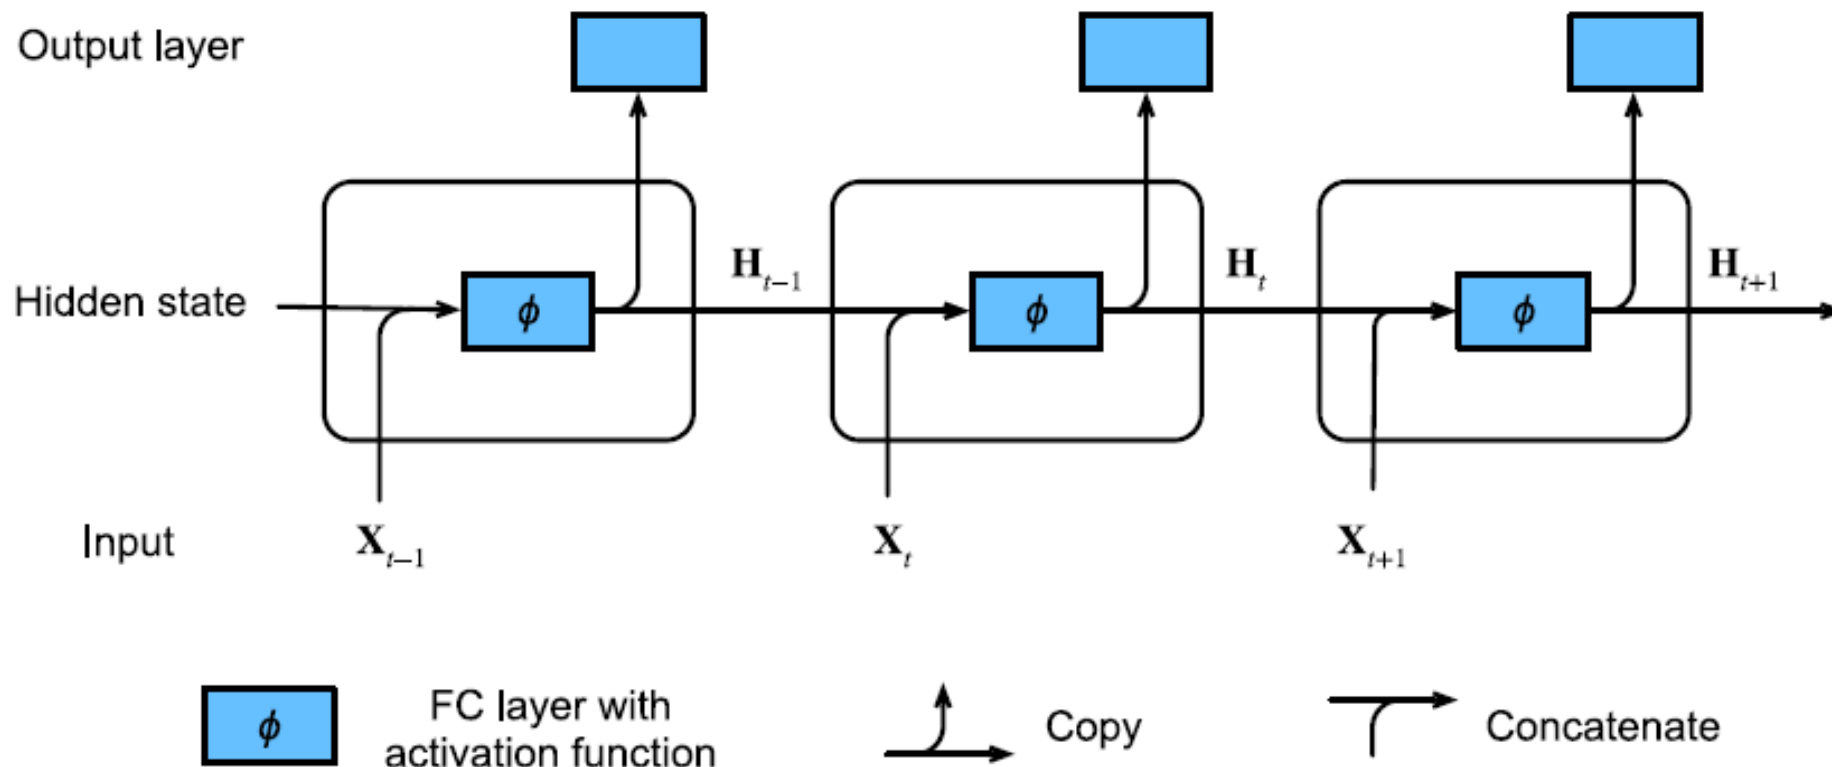 Output layer
Hidden state
ϕ
H_{t−1}
ϕ
H_t
ϕ
H_{t+1}
Input
X_{t−1}
X_t
X_{t+1}
ϕ
FC layer with
activation function
Copy
Concatenate